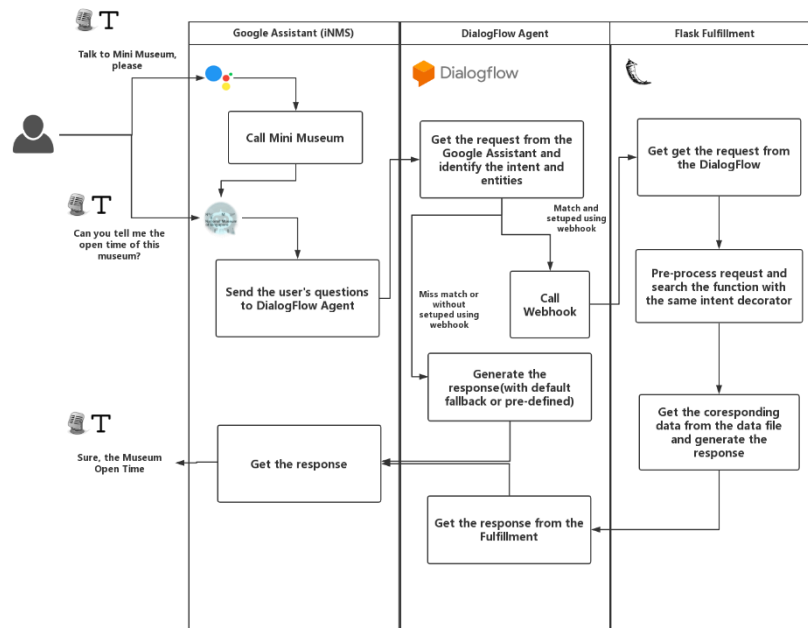 Google Assistant (iNMS)
DialogFlow Agent
Flask Fulfillment
T
Talk to Mini Museum,
please
Dialogflow
Call Mini Museum
Get the request from the
Google Assistant and
identify the intent and
entities
Get get the request from
the DialogFlow
T
Can you tell me the
open time of this
museum?
Match and
setuped using
webhook
Send the user's questions
to DialogFlow Agent
Miss match or
without
setuped using
webhook
Call
Webhook
Pre-process reqeust and
search the function with
the same intent decorator
Generate the
response(with default
fallback or pre-defined)
Get the coresponding
data from the data file
and generate the
response
T
Sure, the Museum
Open Time
Get the response
Get the response from the
Fulfillment